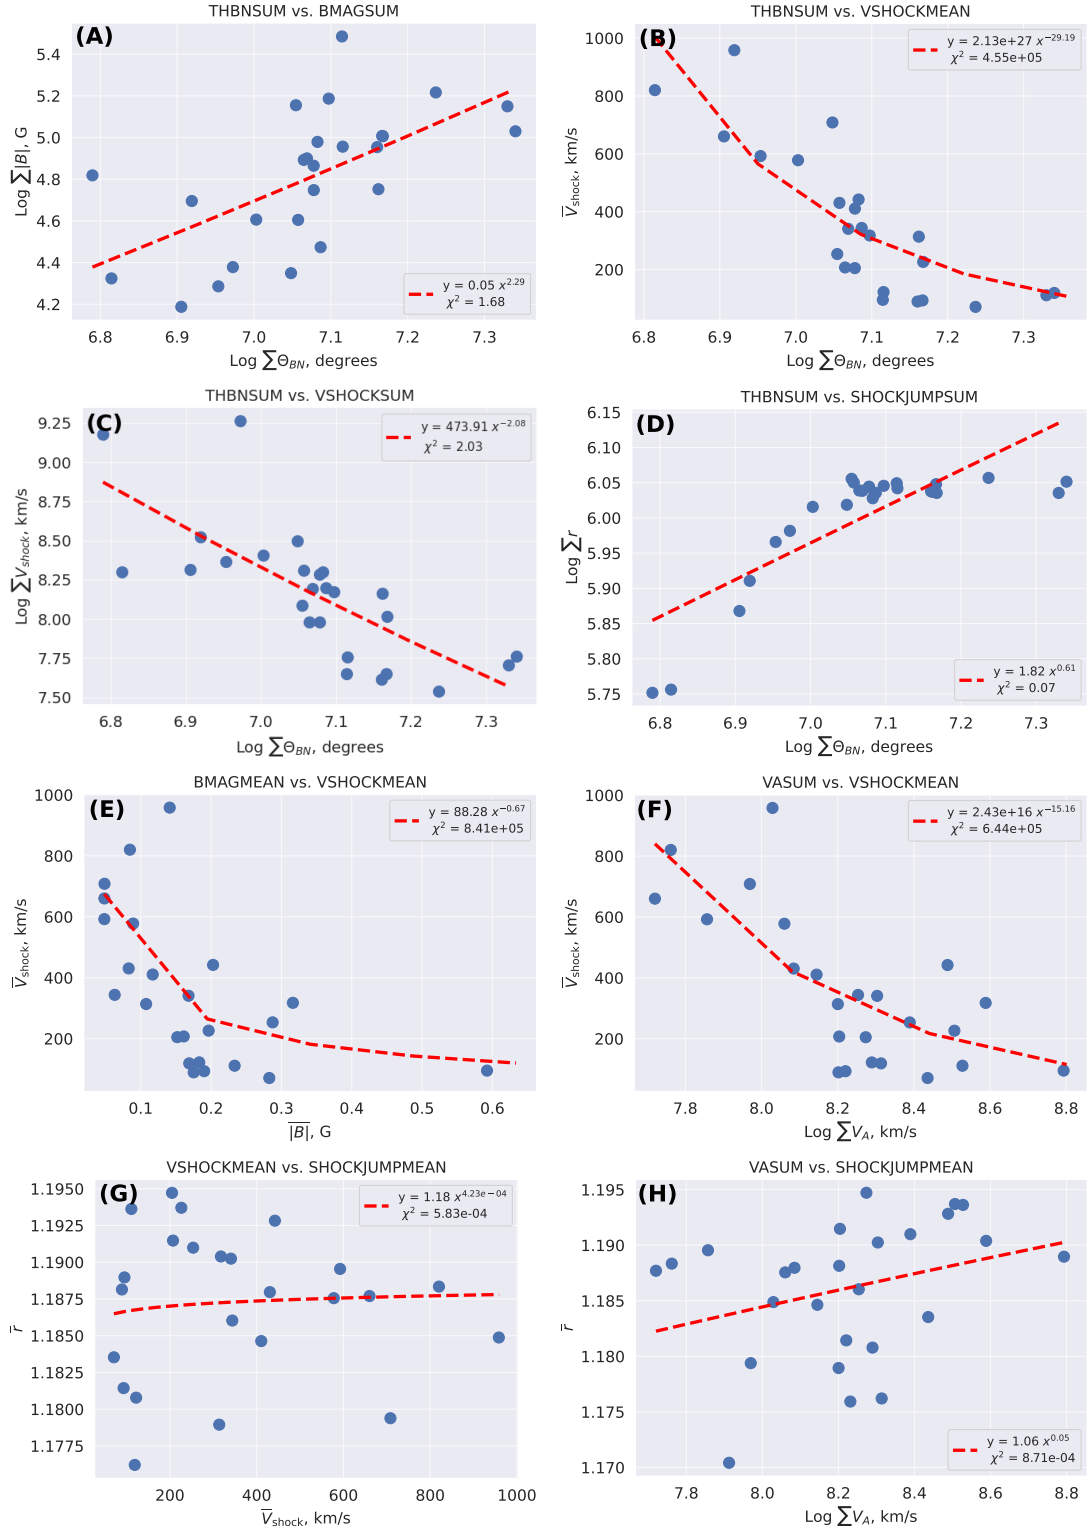 THBNSUM vs. BMAGSUM
(A)
Log ∑|B|, G
5.4
5.2
5.0
4.8
4.6
4.4
4.2
y = 0.05 x^2.29
χ² = 1.68
6.8 6.9 7.0 7.1 7.2 7.3
Log ∑Θ_BN, degrees
THBNSUM vs. VSHOCKMEAN
(B)
V̅_shock, km/s
1000
800
600
400
200
y = 2.13e+27 x^−29.19
χ² = 4.55e+05
6.8 6.9 7.0 7.1 7.2 7.3
Log ∑Θ_BN, degrees
THBNSUM vs. VSHOCKSUM
(C)
Log ∑V_shock, km/s
9.25
9.00
8.75
8.50
8.25
8.00
7.75
7.50
y = 473.91 x^−2.08
χ² = 2.03
6.8 6.9 7.0 7.1 7.2 7.3
Log ∑Θ_BN, degrees
THBNSUM vs. SHOCKJUMPSUM
(D)
Log ∑r
6.15
6.10
6.05
6.00
5.95
5.90
5.85
5.80
5.75
y = 1.82 x^0.61
χ² = 0.07
6.8 6.9 7.0 7.1 7.2 7.3
Log ∑Θ_BN, degrees
BMAGMEAN vs. VSHOCKMEAN
(E)
V̅_shock, km/s
1000
800
600
400
200
y = 88.28 x^−0.67
χ² = 8.41e+05
0.1 0.2 0.3 0.4 0.5 0.6
|B|̅, G
VASUM vs. VSHOCKMEAN
(F)
V̅_shock, km/s
1000
800
600
400
200
y = 2.43e+16 x^−15.16
χ² = 6.44e+05
7.8 8.0 8.2 8.4 8.6 8.8
Log ∑V_A, km/s
VSHOCKMEAN vs. SHOCKJUMPMEAN
(G)
r̅
1.1950
1.1925
1.1900
1.1875
1.1850
1.1825
1.1800
1.1775
y = 1.18 x^4.23e−04
χ² = 5.83e-04
200 400 600 800 1000
V̅_shock, km/s
VASUM vs. SHOCKJUMPMEAN
(H)
r̅
1.195
1.190
1.185
1.180
1.175
1.170
y = 1.06 x^0.05
χ² = 8.71e-04
7.8 8.0 8.2 8.4 8.6 8.8
Log ∑V_A, km/s